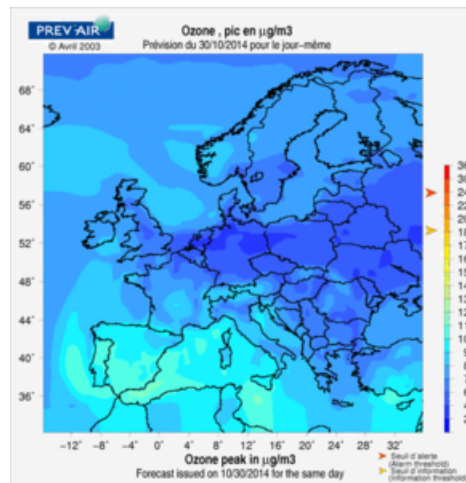 PREV'AIR
© Avril 2003
Ozone , pic en µg/m3
Prévision du 30/10/2014 pour le jour-même
68°
64°
60°
56°
52°
48°
44°
40°
36°
-12° -8° -4° 0° 4° 8° 12° 16° 20° 24° 28° 32°
Ozone peak in µg/m3
Forecast issued on 10/30/2014 for the same day
Seuil d'alerte
(Alarm threshold)
Seuil d'information
(Information threshold)